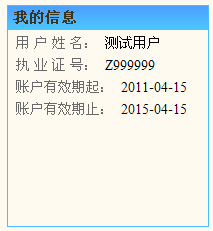 我的信息
用 户 姓 名： 测试用户
执 业 证 号： Z999999
账户有效期起： 2011-04-15
账户有效期止： 2015-04-15